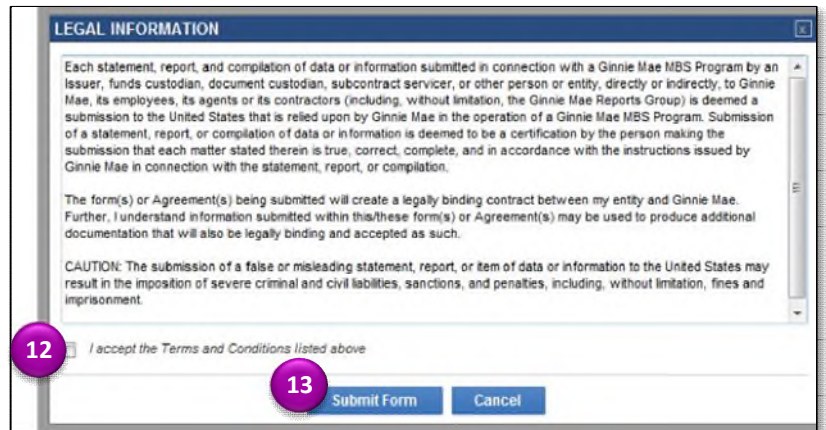 LEGAL INFORMATION
x
Each statement, report, and compilation of data or information submitted in connection with a Ginnie Mae MBS Program by an
Issuer, funds custodian, document custodian, subcontract servicer, or other person or entity, directly or indirectly, to Ginnie
Mae, its employees, its agents or its contractors (including, without limitation, the Ginnie Mae Reports Group) is deemed a
submission to the United States that is relied upon by Ginnie Mae in the operation of a Ginnie Mae MBS Program. Submission
of a statement, report, or compilation of data or information is deemed to be a certification by the person making the
submission that each matter stated therein is true, correct, complete, and in accordance with the instructions issued by
Ginnie Mae in connection with the statement, report, or compilation.
The form(s) or Agreement(s) being submitted will create a legally binding contract between my entity and Ginnie Mae.
Further, I understand information submitted within this/these form(s) or Agreement(s) may be used to produce additional
documentation that will also be legally binding and accepted as such.
CAUTION: The submission of a false or misleading statement, report, or item of data or information to the United States may
result in the imposition of severe criminal and civil liabilities, sanctions, and penalties, including, without limitation, fines and
imprisonment.
12 I accept the Terms and Conditions listed above
13 Submit Form Cancel